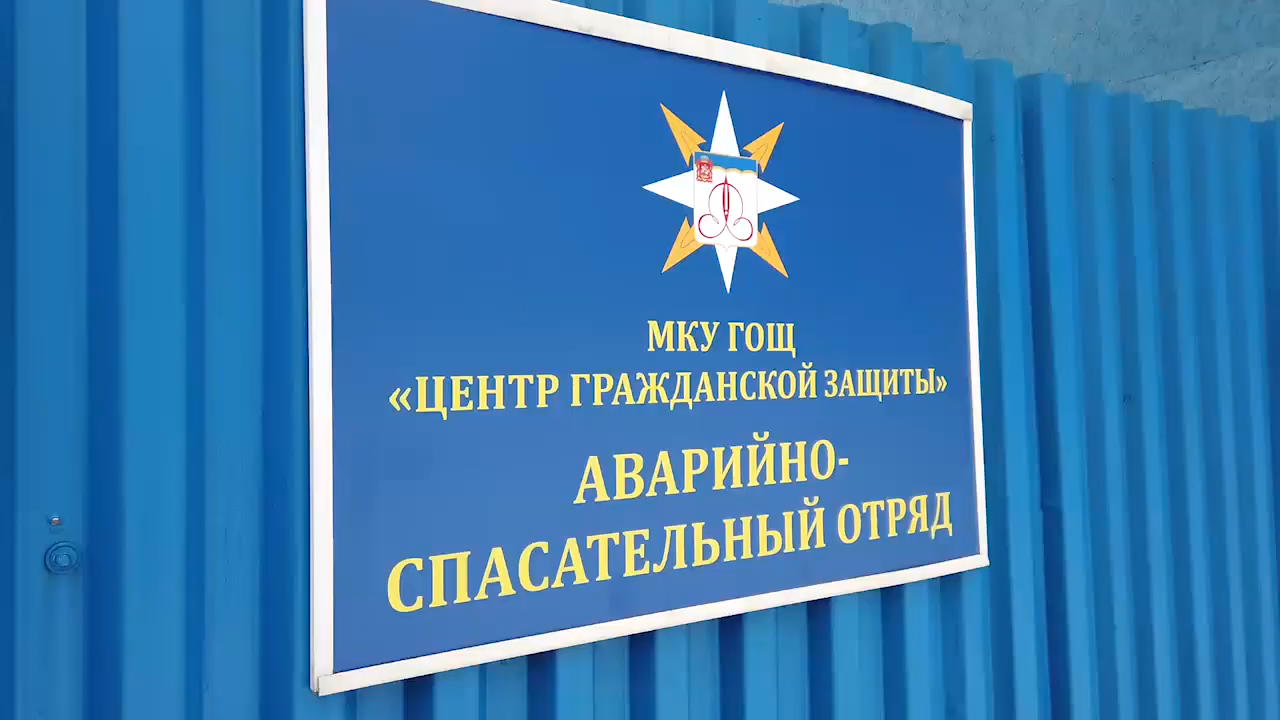 МКУ ГОЩ
«ЦЕНТР ГРАЖДАНСКОЙ ЗАЩИТЫ»
АВАРИЙНО-
СПАСАТЕЛЬНЫЙ ОТРЯД